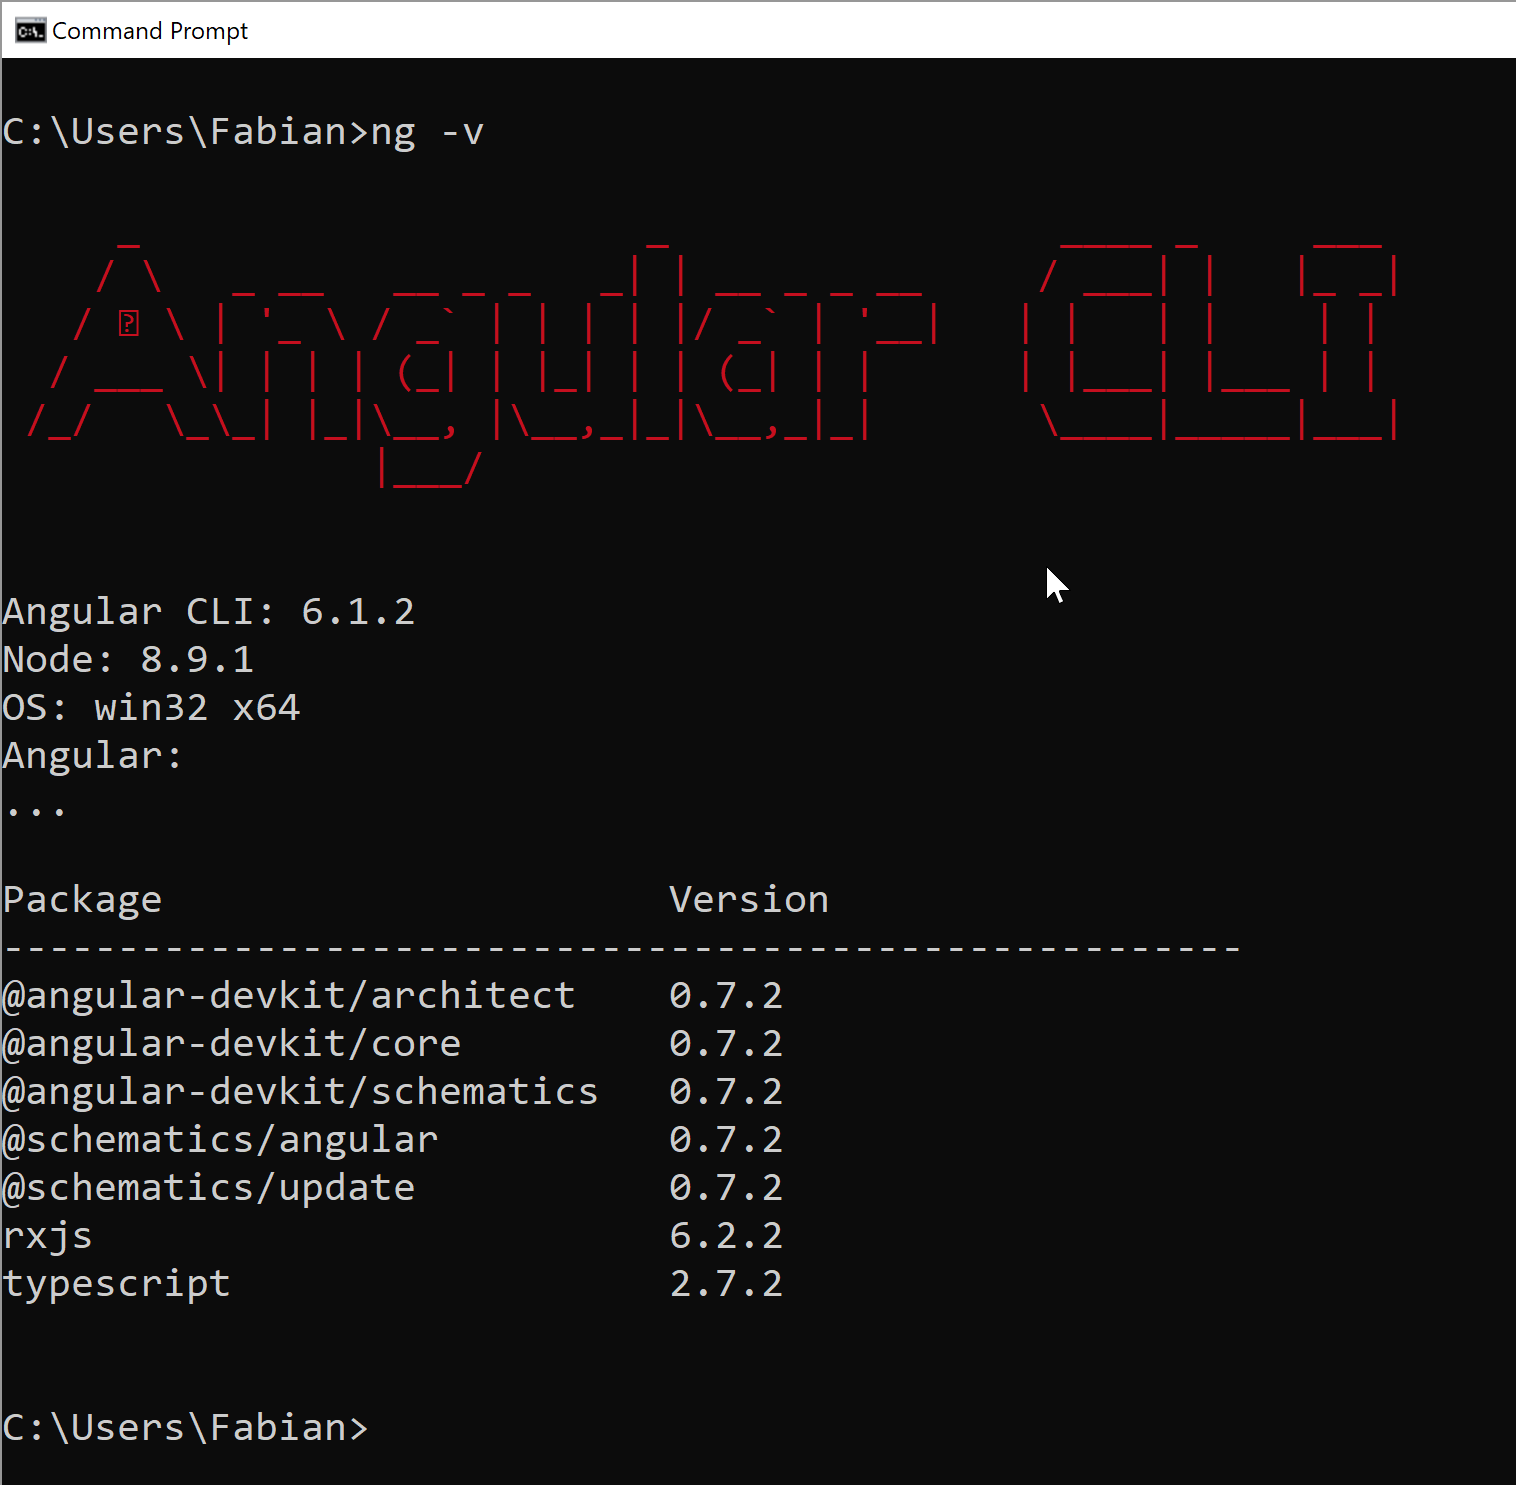 Command Prompt
C:\Users\Fabian>ng -v
     _                      _                 ____ _     ___
    / \   _ __   __ _ _   _| | __ _ _ __     / ___| |   |_ _|
   / ? \ | '_ \ / _` | | | | |/ _` | '__|   | |   | |    | |
  / ___ \| | | | (_| | |_| | | (_| | |      | |___| |___ | |
 /_/   \_\_| |_|\__, |\__,_|_|\__,_|_|       \____|_____|___|
                |___/
Angular CLI: 6.1.2
Node: 8.9.1
OS: win32 x64
Angular:
...
Package                      Version
------------------------------------------------------
@angular-devkit/architect    0.7.2
@angular-devkit/core         0.7.2
@angular-devkit/schematics   0.7.2
@schematics/angular          0.7.2
@schematics/update           0.7.2
rxjs                         6.2.2
typescript                   2.7.2
C:\Users\Fabian>